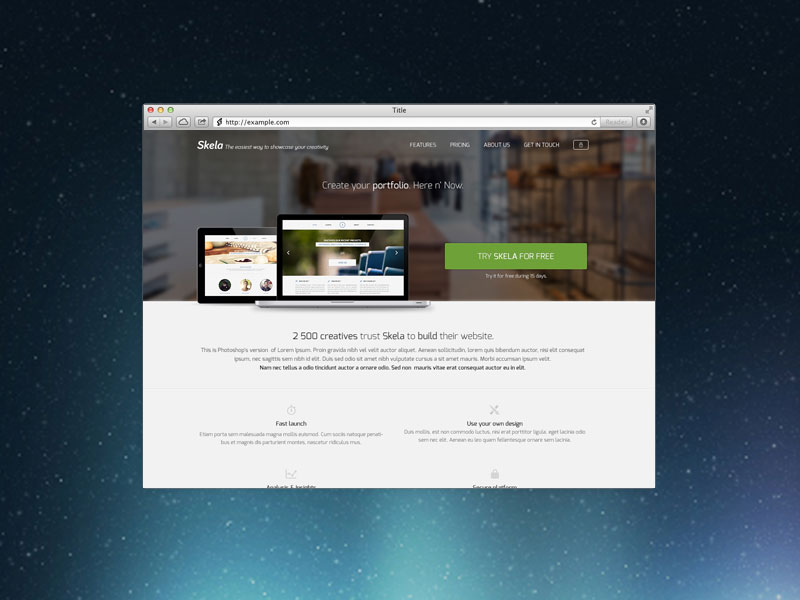 Title
http://example.com
Reader
Skela The easiest way to showcase your creativity
FEATURES PRICING ABOUT US GET IN TOUCH
Create your portfolio. Here n' Now.
TRY SKELA FOR FREE
Try it for free during 15 days.
2 500 creatives trust Skela to build their website.
This is Photoshop's version of Lorem Ipsum. Proin gravida nibh vel velit auctor aliquet. Aenean sollicitudin, lorem quis bibendum auctor, nisi elit consequat
ipsum, nec sagittis sem nibh id elit. Duis sed odio sit amet nibh vulputate cursus a sit amet mauris. Morbi accumsan ipsum velit.
Nam nec tellus a odio tincidunt auctor a ornare odio. Sed non mauris vitae erat consequat auctor eu in elit.
Fast launch
Etiam porta sem malesuada magna mollis euismod. Cum sociis natoque penati-
bus et magnis dis parturient montes, nascetur ridiculus mus.
Use your own design
Duis mollis, est non commodo luctus, nisi erat porttitor ligula, eget lacinia odio
sem nec elit. Aenean eu leo quam pellentesque ornare sem lacinia.
Analysis & Insights
Secure platform